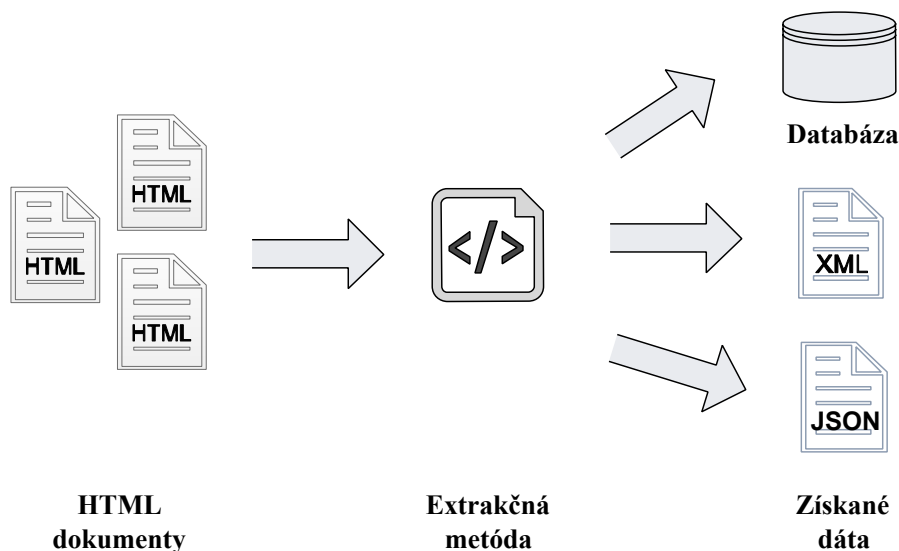 Databáza
HTML
HTML
HTML
</>
XML
JSON
HTML
dokumenty
Extrakčná
metóda
Získané
dáta